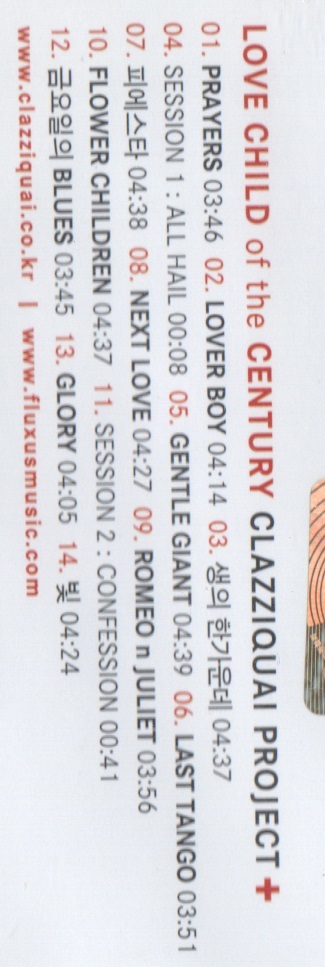 LOVE CHILD of the CENTURY CLAZZIQUAI PROJECT +
01. PRAYERS 03:46 02. LOVER BOY 04:14 03. 생의 한가운데 04:37
04. SESSION 1 : ALL HAIL 00:08 05. GENTLE GIANT 04:39 06. LAST TANGO 03:51
07. 피에스타 04:38 08. NEXT LOVE 04:27 09. ROMEO n JULIET 03:56
10. FLOWER CHILDREN 04:37 11. SESSION 2 : CONFESSION 00:41
12. 금요일의 BLUES 03:45 13. GLORY 04:05 14. 빛 04:24
www.clazziquai.co.kr | www.fluxusmusic.com